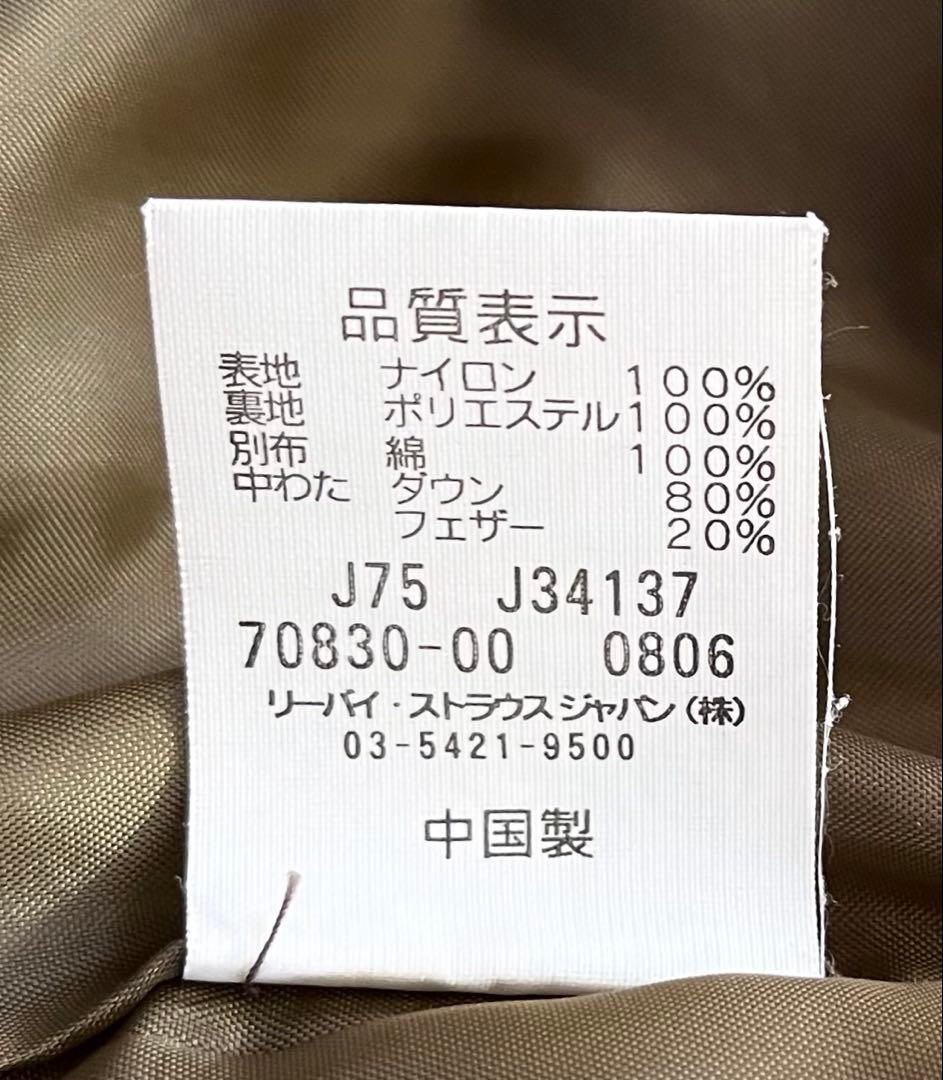 品質表示
表地 ナイロン 100%
裏地 ポリエステル100%
別布 綿 100%
中わた ダウン 80%
フェザー 20%
J75 J34137
70830-00 0806
リーバイ・ストラウスジャパン(株)
03-5421-9500
中国製